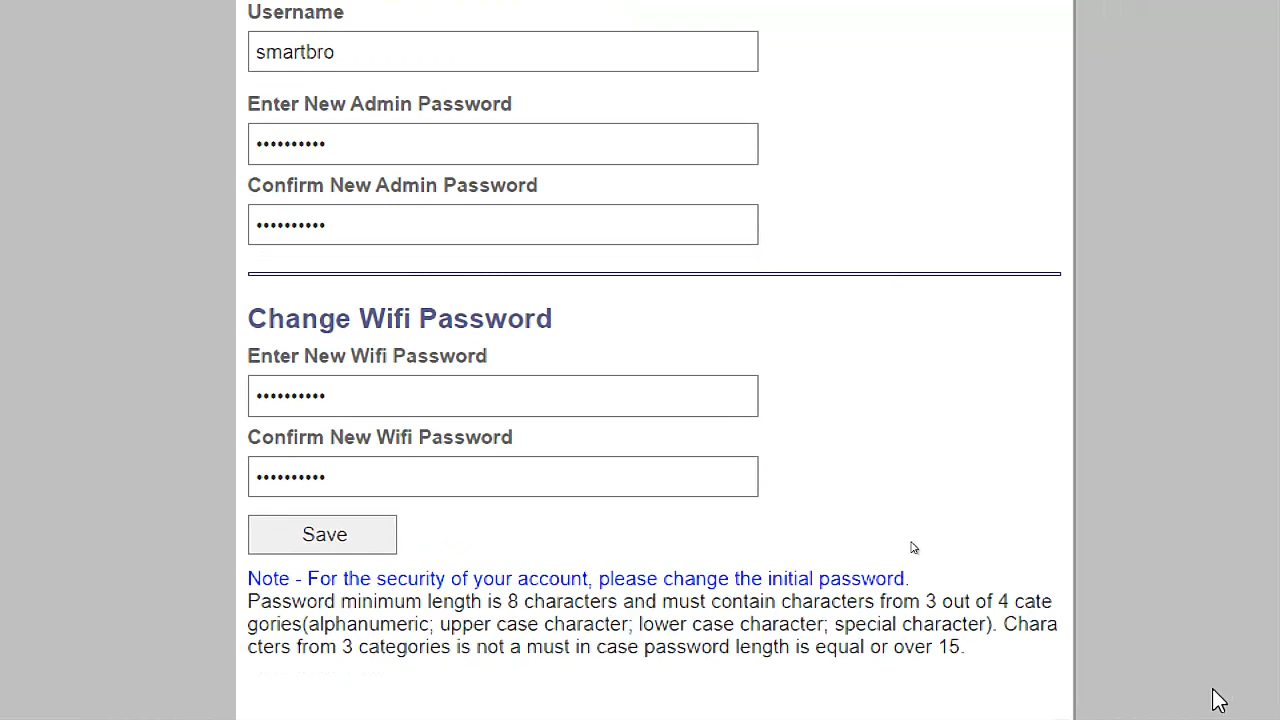 Username
smartbro
Enter New Admin Password
••••••••••
Confirm New Admin Password
••••••••••
Change Wifi Password
Enter New Wifi Password
••••••••••
Confirm New Wifi Password
••••••••••
Save
Note - For the security of your account, please change the initial password.
Password minimum length is 8 characters and must contain characters from 3 out of 4 cate
gories(alphanumeric; upper case character; lower case character; special character). Chara
cters from 3 categories is not a must in case password length is equal or over 15.